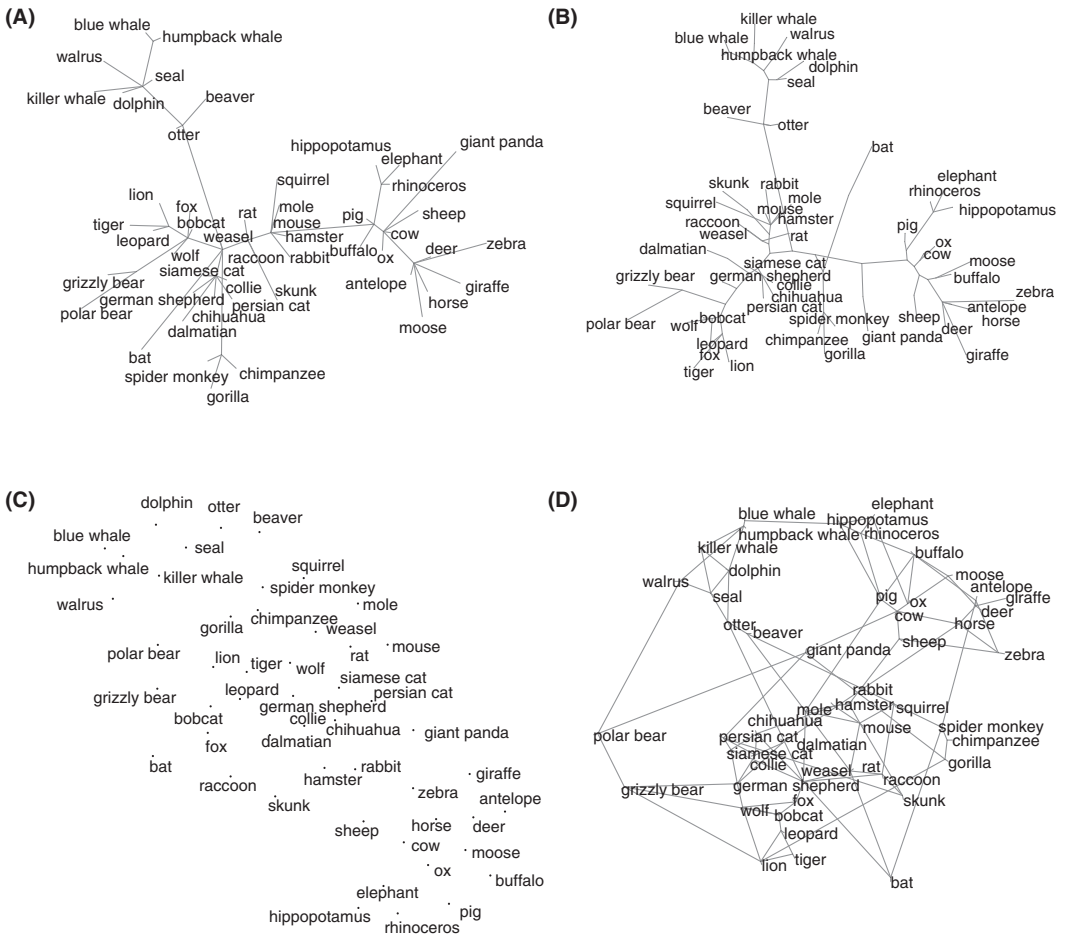 (A)
blue whale
humpback whale
walrus
seal
killer whale
dolphin
beaver
otter
hippopotamus
giant panda
elephant
rhinoceros
squirrel
lion
fox
rat
mole
pig
sheep
tiger
bobcat
mouse
leopard
weasel
hamster
cow
buffalo
ox
deer
zebra
wolf
raccoon
rabbit
siamese cat
grizzly bear
collie
skunk
antelope
giraffe
german shepherd
persian cat
horse
polar bear
chihuahua
dalmatian
moose
bat
spider monkey
chimpanzee
gorilla
(B)
killer whale
blue whale
walrus
humpback whale
dolphin
seal
beaver
otter
bat
skunk
rabbit
elephant
rhinoceros
squirrel
mole
mouse
hippopotamus
raccoon
hamster
pig
weasel
rat
dalmatian
ox
cow
siamese cat
moose
grizzly bear
german shepherd
buffalo
collie
chihuahua
zebra
persian cat
antelope
polar bear
wolf
bobcat
spider monkey
sheep
horse
deer
leopard
chimpanzee
giant panda
fox
gorilla
giraffe
tiger
lion
(C)
dolphin
otter
beaver
blue whale
seal
humpback whale
killer whale
squirrel
spider monkey
walrus
mole
gorilla
chimpanzee
weasel
polar bear
lion
tiger
wolf
rat
mouse
siamese cat
grizzly bear
leopard
persian cat
german shepherd
bobcat
collie
chihuahua
giant panda
fox
dalmatian
bat
raccoon
hamster
rabbit
giraffe
skunk
zebra
antelope
sheep
horse
deer
cow
moose
ox
buffalo
elephant
hippopotamus
pig
rhinoceros
(D)
elephant
blue whale
hippopotamus
humpback whale
rhinoceros
killer whale
buffalo
dolphin
moose
walrus
antelope
seal
pig
ox
giraffe
deer
cow
otter
beaver
horse
sheep
giant panda
zebra
rabbit
mole
hamster
squirrel
chihuahua
mouse
spider monkey
polar bear
persian cat
dalmatian
chimpanzee
siamese cat
collie
weasel
rat
gorilla
grizzly bear
german shepherd
raccoon
fox
skunk
wolf
bobcat
leopard
lion
tiger
bat